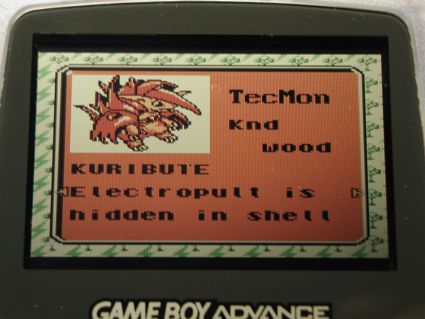 TecMon
Knd
wood
KURIBUTE
Electropult is
hidden in shell
GAME BOY ADVANCE